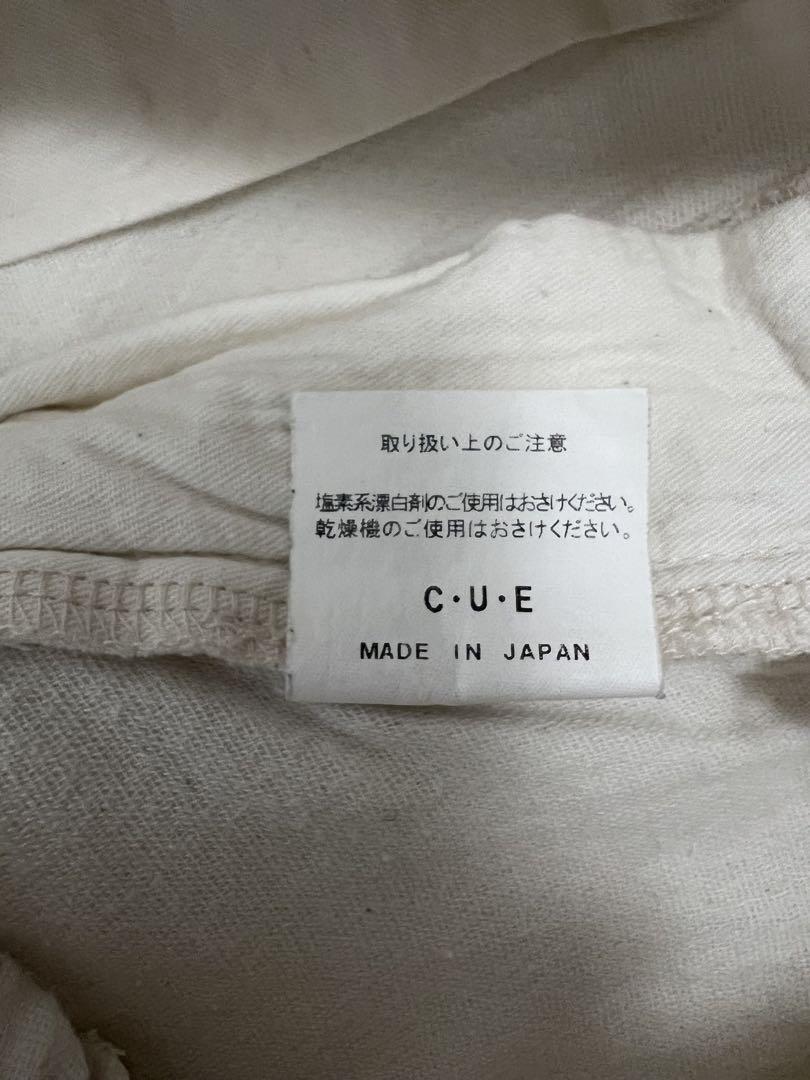 取り扱い上のご注意
塩素系漂白剤のご使用はおさけください。
乾燥機のご使用はおさけください。
C・U・E
MADE IN JAPAN